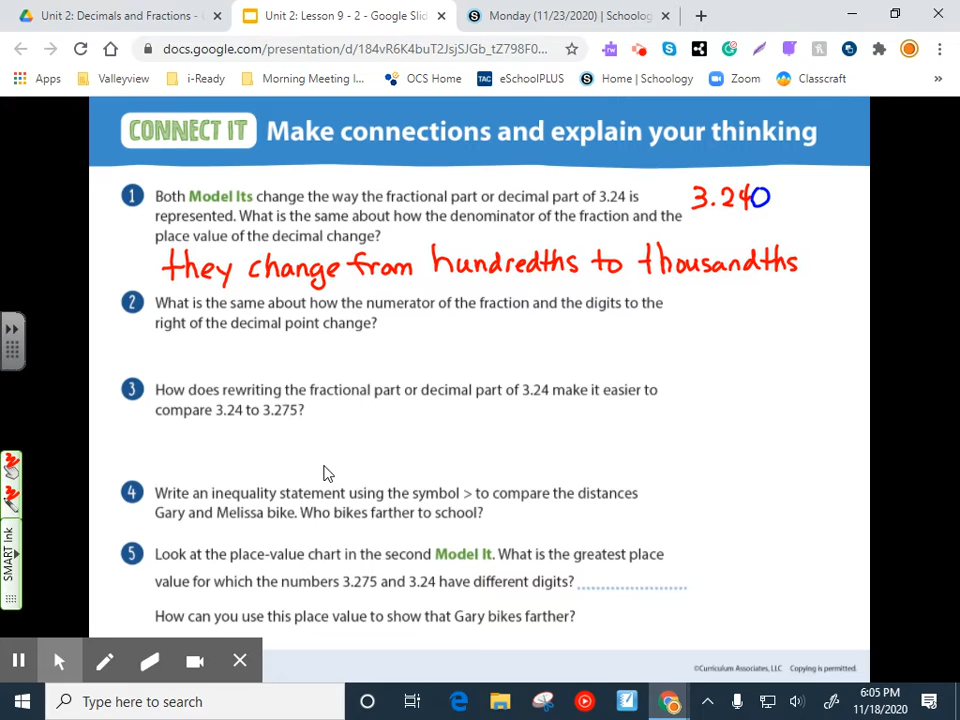 Unit 2: Decimals and Fractions -
Unit 2: Lesson 9 - 2 - Google Slid
Monday (11/23/2020) | Schoolog
docs.google.com/presentation/d/184vR6K4buT2JsjSJGb_tZ798F0...
Apps
Valleyview
i-Ready
Morning Meeting I...
OCS Home
TAC
eSchoolPLUS
Home | Schoology
Zoom
Classcraft
»
CONNECT IT Make connections and explain your thinking
1 Both Model Its change the way the fractional part or decimal part of 3.24 is
3.240
represented. What is the same about how the denominator of the fraction and the
place value of the decimal change?
they change from hundredths to thousandths
2 What is the same about how the numerator of the fraction and the digits to the
right of the decimal point change?
3 How does rewriting the fractional part or decimal part of 3.24 make it easier to
compare 3.24 to 3.275?
4 Write an inequality statement using the symbol > to compare the distances
Gary and Melissa bike. Who bikes farther to school?
5 Look at the place-value chart in the second Model It. What is the greatest place
value for which the numbers 3.275 and 3.24 have different digits?
How can you use this place value to show that Gary bikes farther?
SMART Ink
©Curriculum Associates, LLC Copying is permitted.
Type here to search
6:05 PM
11/18/2020